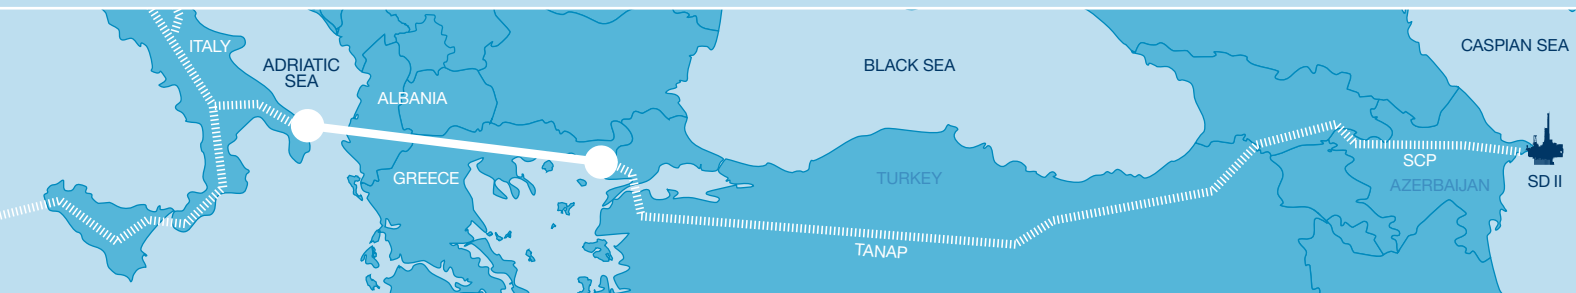 ITALY
ADRIATIC
SEA
ALBANIA
GREECE
BLACK SEA
TURKEY
TANAP
CASPIAN SEA
SCP
AZERBAIJAN
SD II